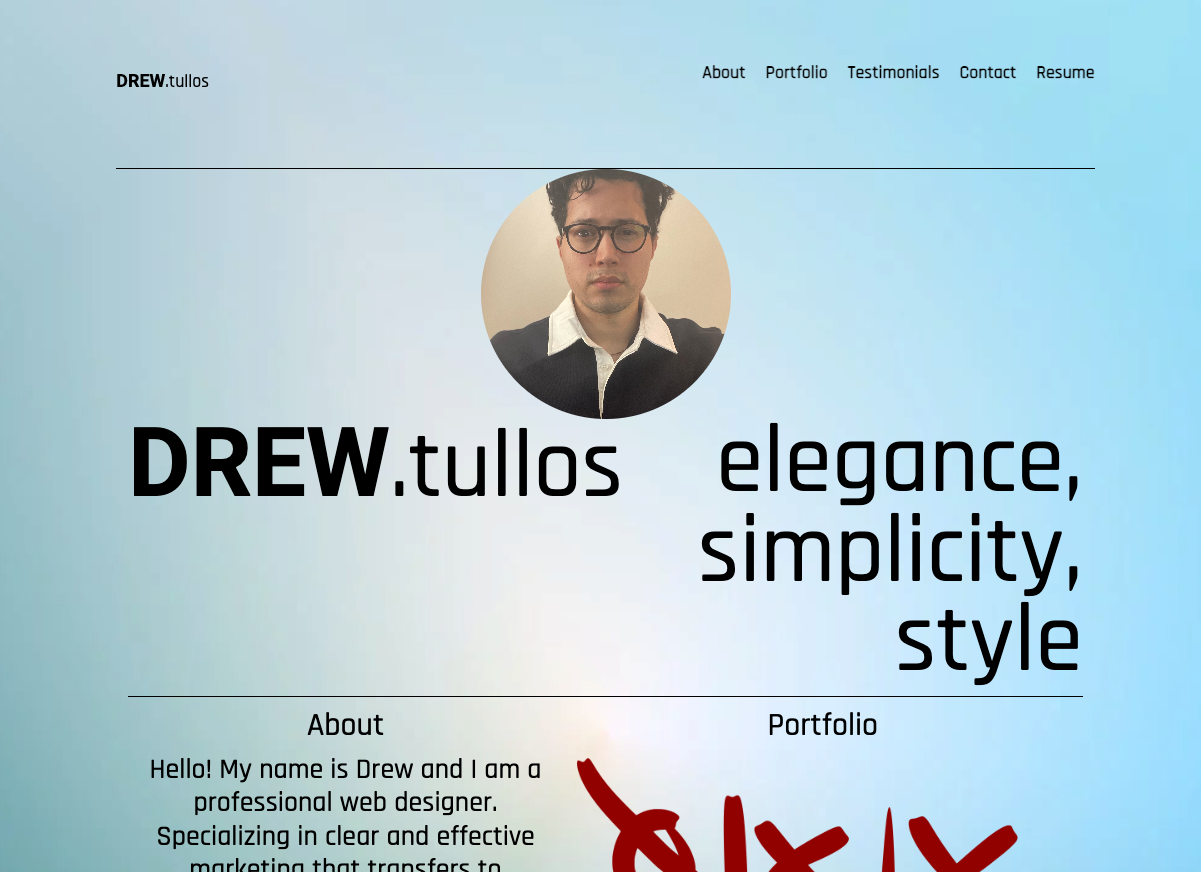 DREW.tullos
About Portfolio Testimonials Contact Resume
DREW.tullos
elegance,
simplicity,
style
About
Hello! My name is Drew and I am a
professional web designer.
Specializing in clear and effective
marketing that transfers to
Portfolio